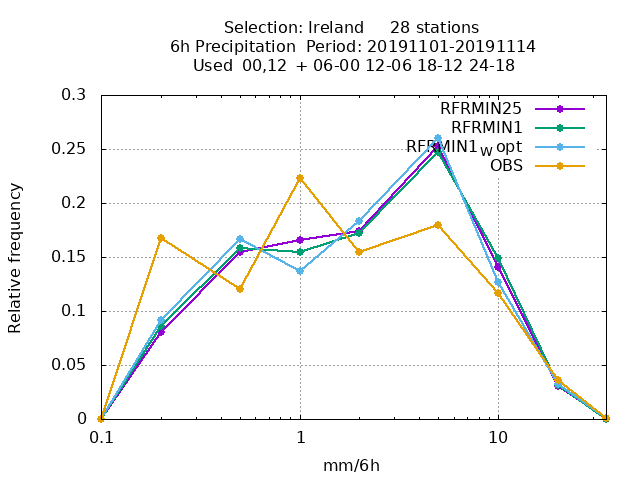 Selection: Ireland 28 stations
6h Precipitation Period: 20191101-20191114
Used 00,12 + 06-00 12-06 18-12 24-18
0.3
0.25
0.2
0.15
0.1
0.05
0
Relative frequency
RFRMIN25
RFRMIN1
RFRMIN1w opt
OBS
0.1 1 10
mm/6h